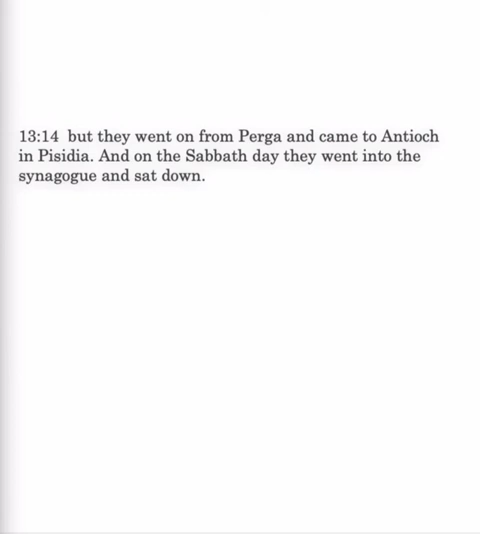 13:14 but they went on from Perga and came to Antioch
in Pisidia. And on the Sabbath day they went into the
synagogue and sat down.